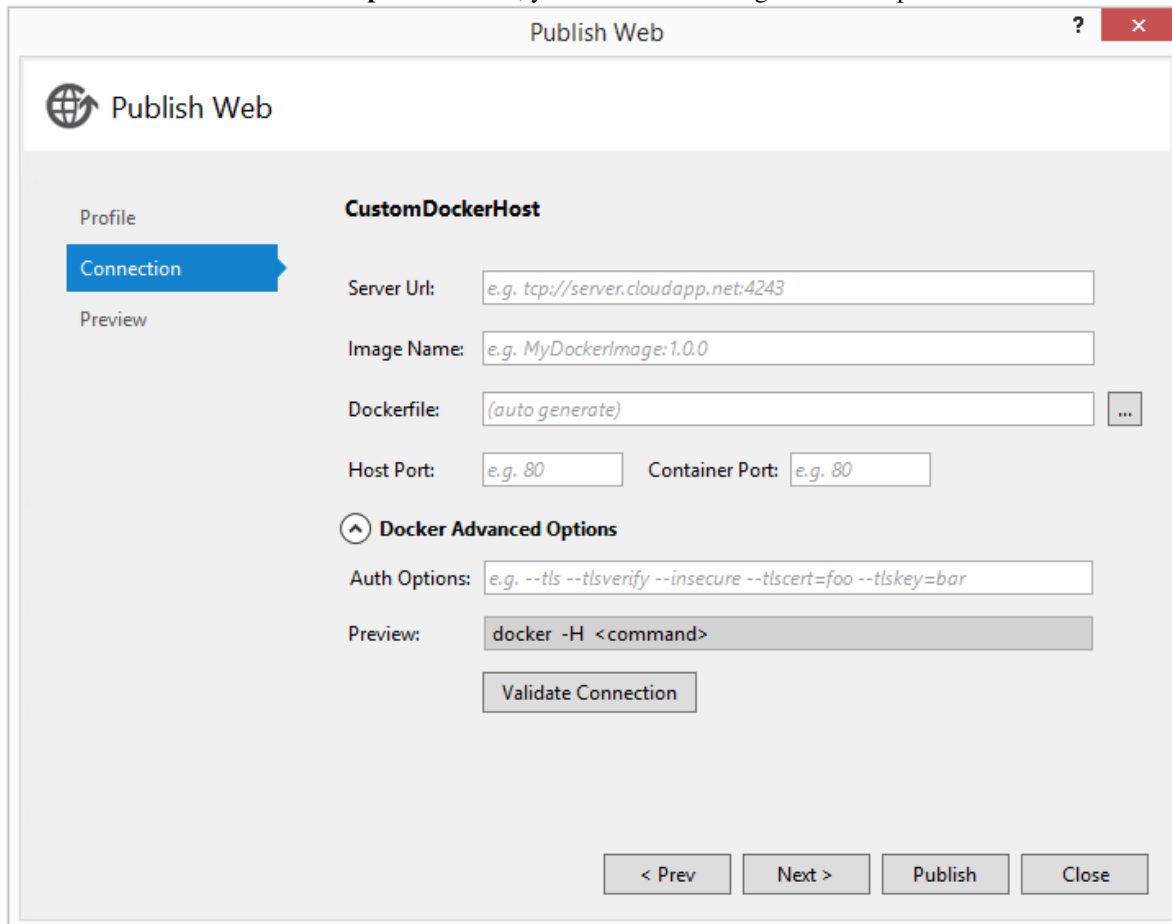 Publish Web
?
×
Publish Web
Profile
Connection
Preview
CustomDockerHost
Server Url: e.g. tcp://server.cloudapp.net:4243
Image Name: e.g. MyDockerImage:1.0.0
Dockerfile: (auto generate) ...
Host Port: e.g. 80 Container Port: e.g. 80
Docker Advanced Options
Auth Options: e.g. --tls --tlsverify --insecure --tlscert=foo --tlskey=bar
Preview: docker -H <command>
Validate Connection
< Prev Next > Publish Close